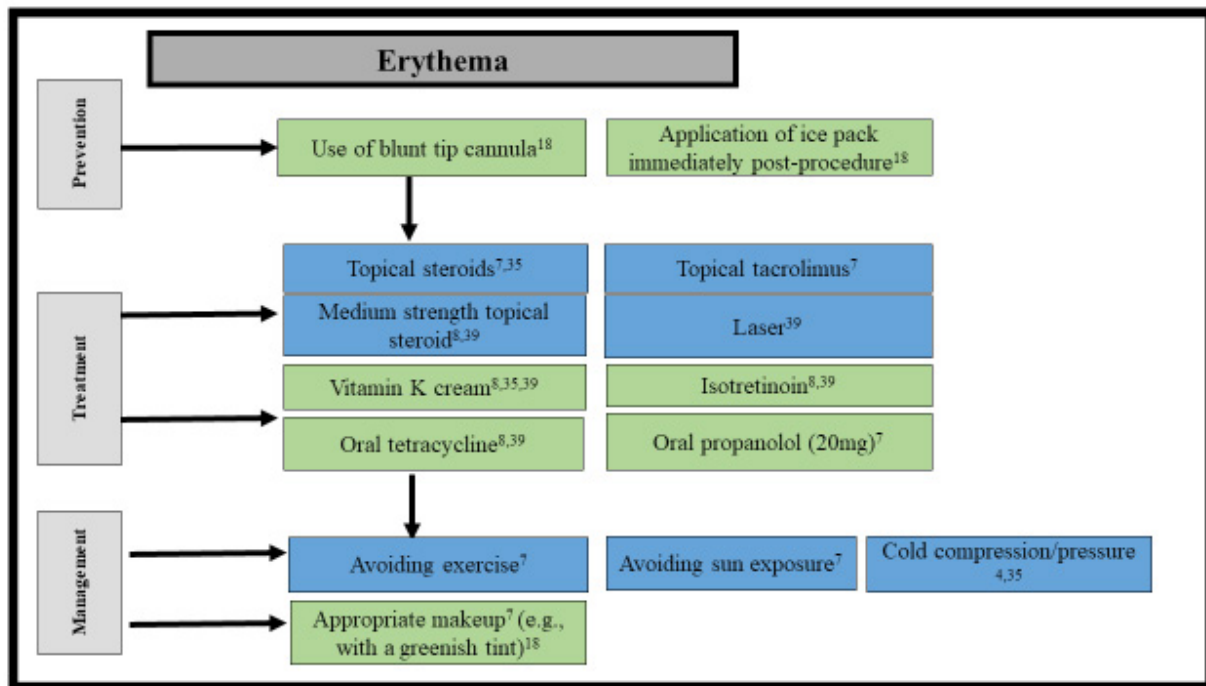 Erythema
Prevention
Use of blunt tip cannula18
Application of ice pack
immediately post-procedure18
Treatment
Topical steroids7,35
Topical tacrolimus7
Medium strength topical
steroid8,39
Laser39
Vitamin K cream8,35,39
Isotretinoin8,39
Oral tetracycline8,39
Oral propanolol (20mg)7
Management
Avoiding exercise7
Avoiding sun exposure7
Cold compression/pressure
4,35
Appropriate makeup7 (e.g.,
with a greenish tint)18